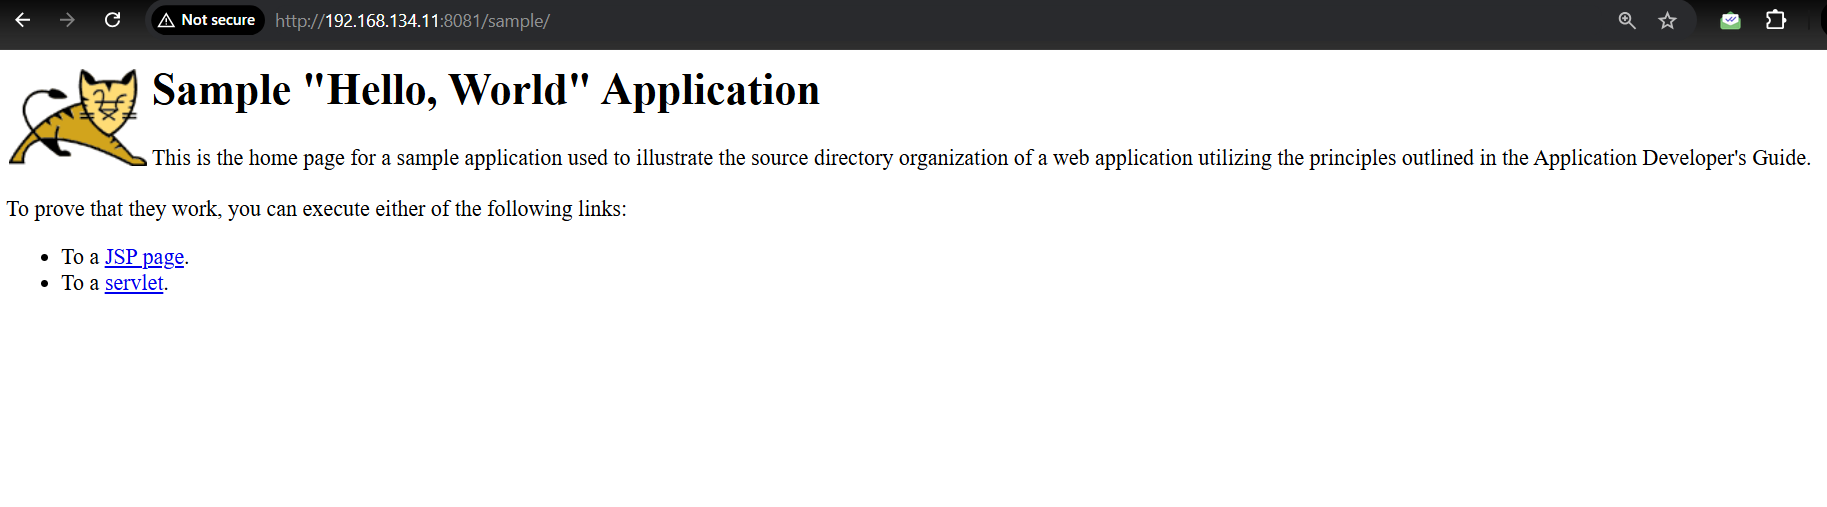 Not secure http://192.168.134.11:8081/sample/
Sample "Hello, World" Application
This is the home page for a sample application used to illustrate the source directory organization of a web application utilizing the principles outlined in the Application Developer's Guide.
To prove that they work, you can execute either of the following links:
To a JSP page.
To a servlet.